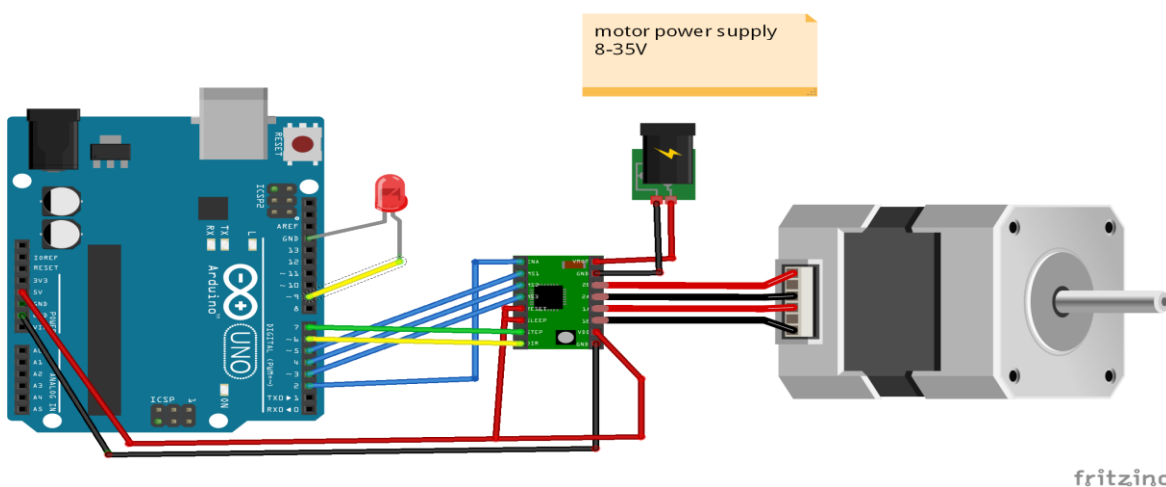 motor power supply
8-35V
RESET
ICSP2
AREF
GND
13
12
~11
~10
~9
8
7
~6
~5
4
~3
2
TX0▶1
RX0◀0
DIGITAL (PWM~)
L
TX
RX
Arduino™
UNO
ON
ICSP
IOREF
RESET
3V3
5V
GND
VIN
POWER
A0
A1
A2
A3
A4
A5
ANALOG IN
ENA
MS1
MS2
MS3
RESET
SLEEP
STEP
DIR
VMOT
GND
2B
2A
1A
1B
VDD
GND
fritzing